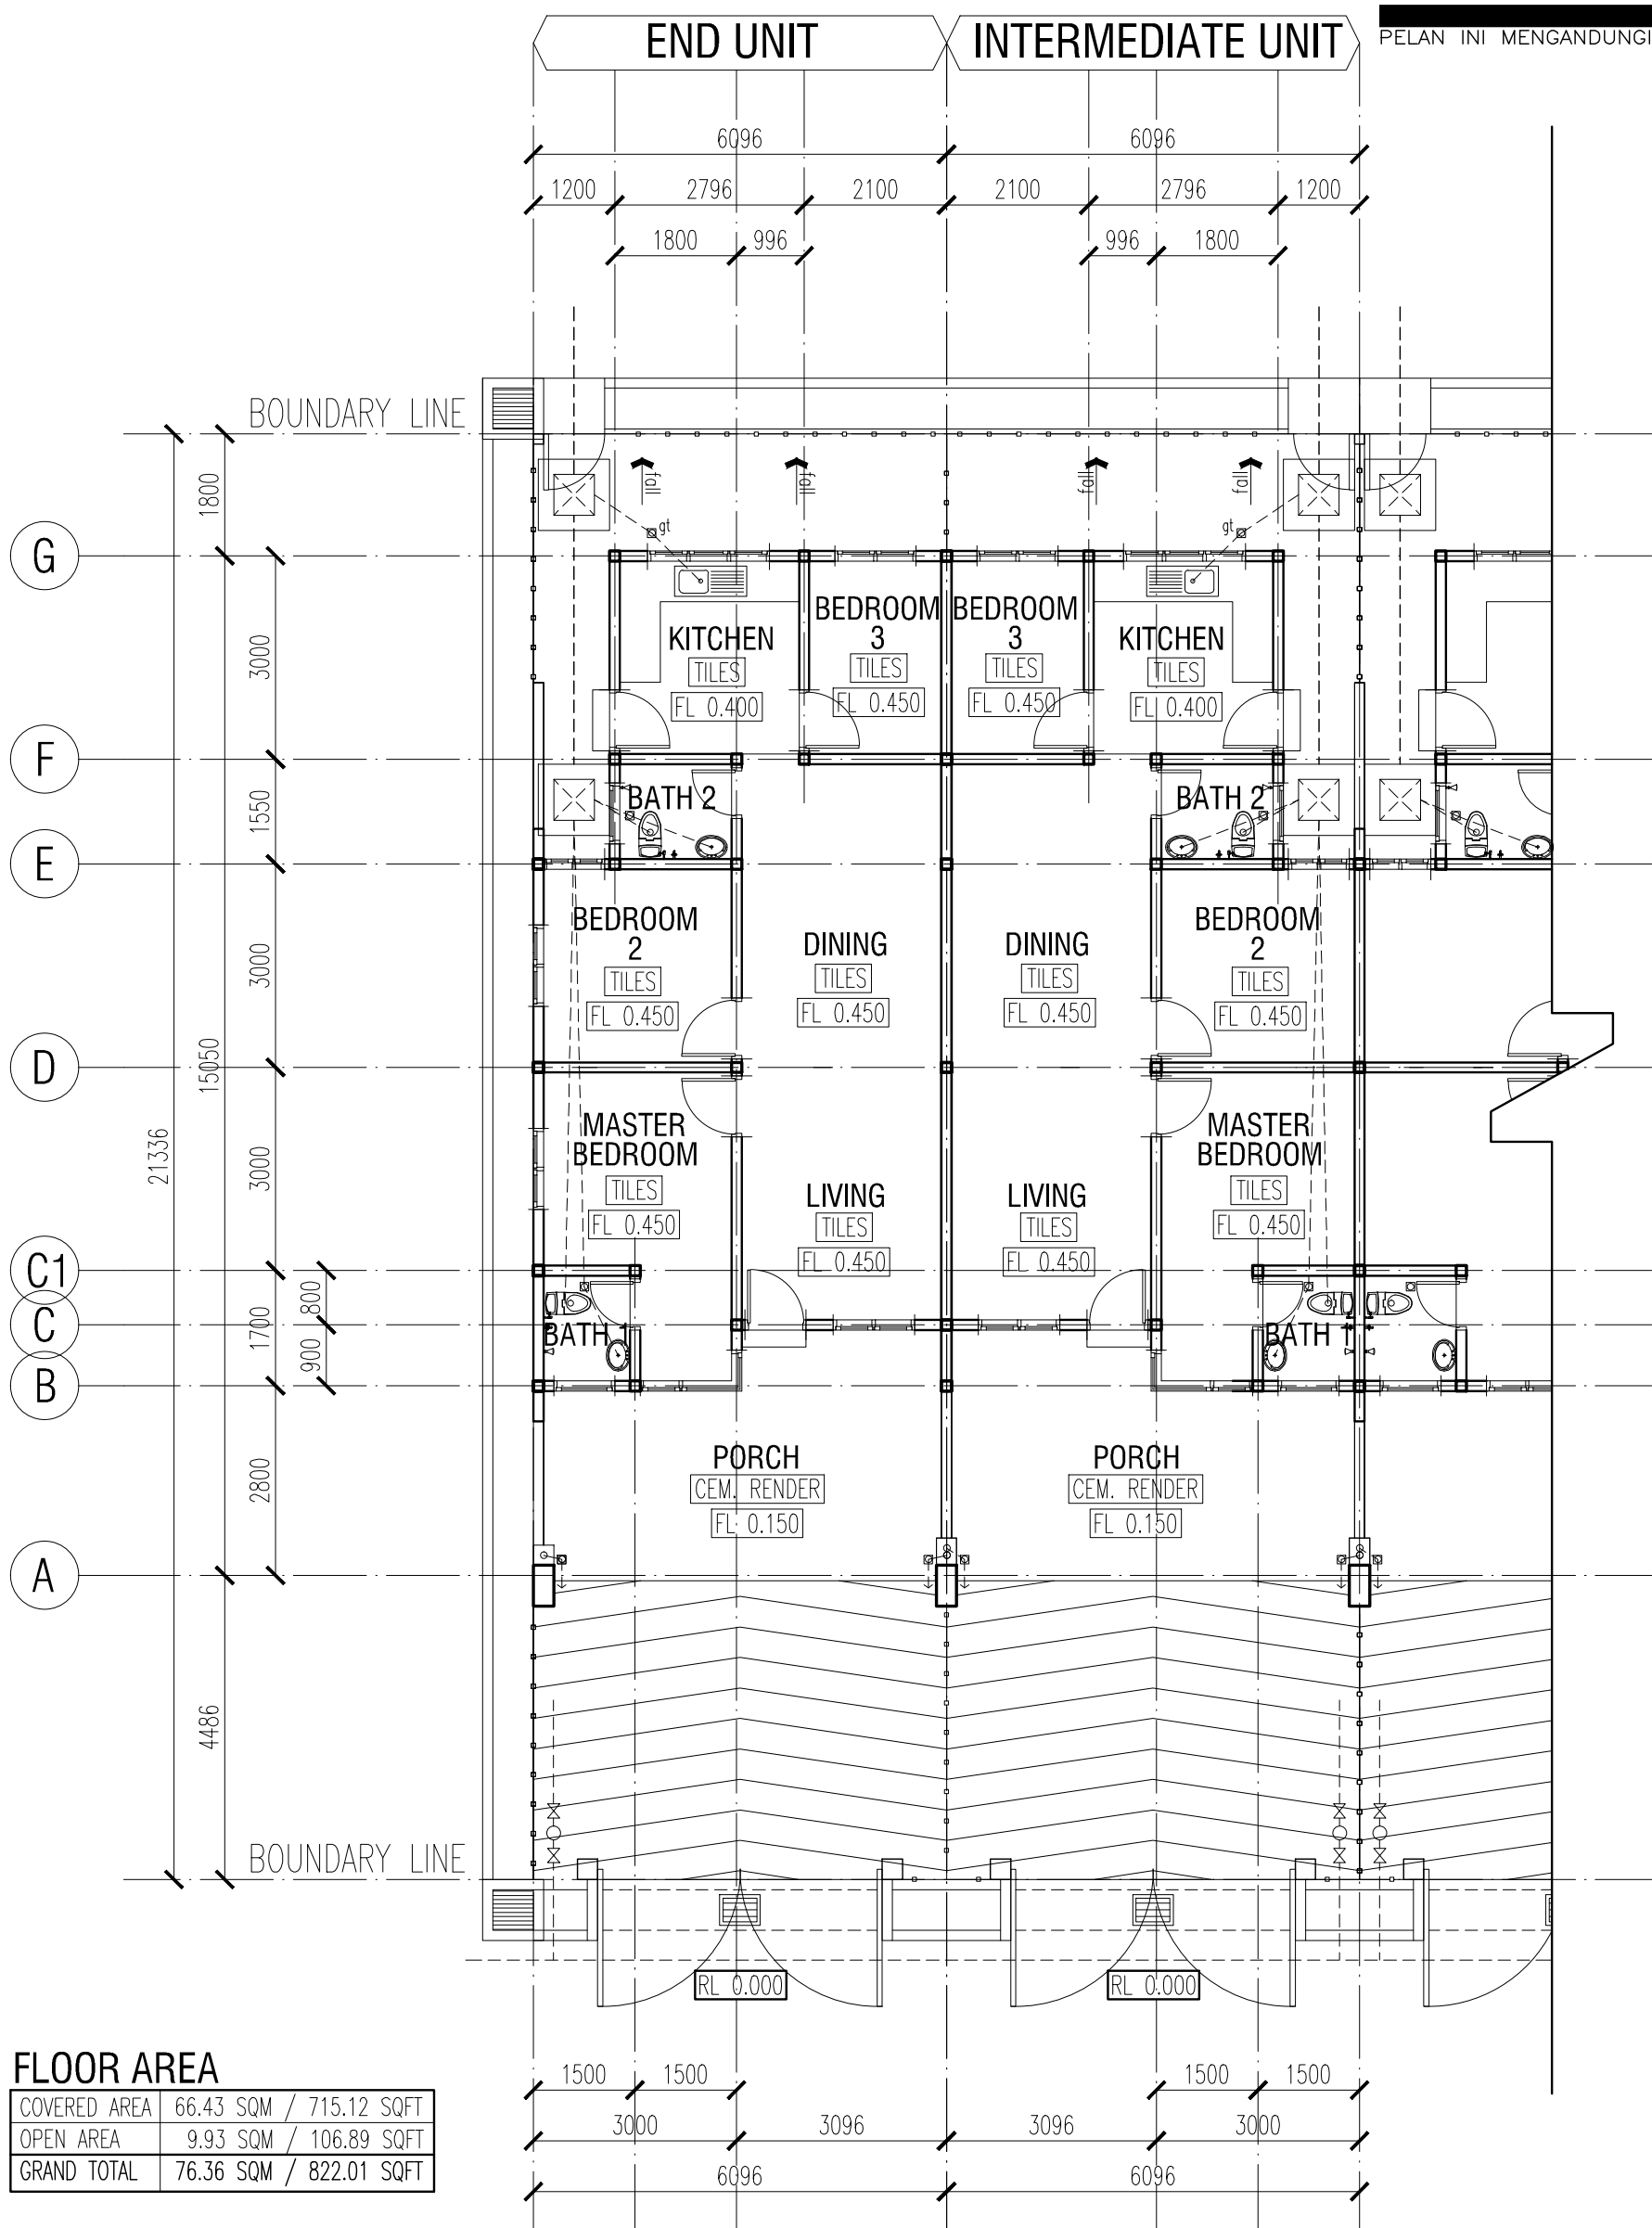 END UNIT
INTERMEDIATE UNIT
PELAN INI MENGANDUNGI
6096
6096
1200
2796
2100
2100
2796
1200
1800
996
996
1800
BOUNDARY LINE
1800
fall
fall
fall
fall
gt
gt
G
3000
KITCHEN
TILES
FL 0.400
BEDROOM
3
TILES
FL 0.450
BEDROOM
3
TILES
FL 0.450
KITCHEN
TILES
FL 0.400
F
1550
BATH 2
BATH 2
E
3000
BEDROOM
2
TILES
FL 0.450
DINING
TILES
FL 0.450
DINING
TILES
FL 0.450
BEDROOM
2
TILES
FL 0.450
D
15050
21336
3000
MASTER
BEDROOM
TILES
FL 0.450
LIVING
TILES
FL 0.450
LIVING
TILES
FL 0.450
MASTER
BEDROOM
TILES
FL 0.450
C1
800
C
1700
900
BATH 1
BATH 1
B
2800
PORCH
CEM. RENDER
FL 0.150
PORCH
CEM. RENDER
FL 0.150
A
4486
BOUNDARY LINE
RL 0.000
RL 0.000
FLOOR AREA
COVERED AREA 66.43 SQM / 715.12 SQFT
OPEN AREA 9.93 SQM / 106.89 SQFT
GRAND TOTAL 76.36 SQM / 822.01 SQFT
1500
1500
1500
1500
3000
3096
3096
3000
6096
6096